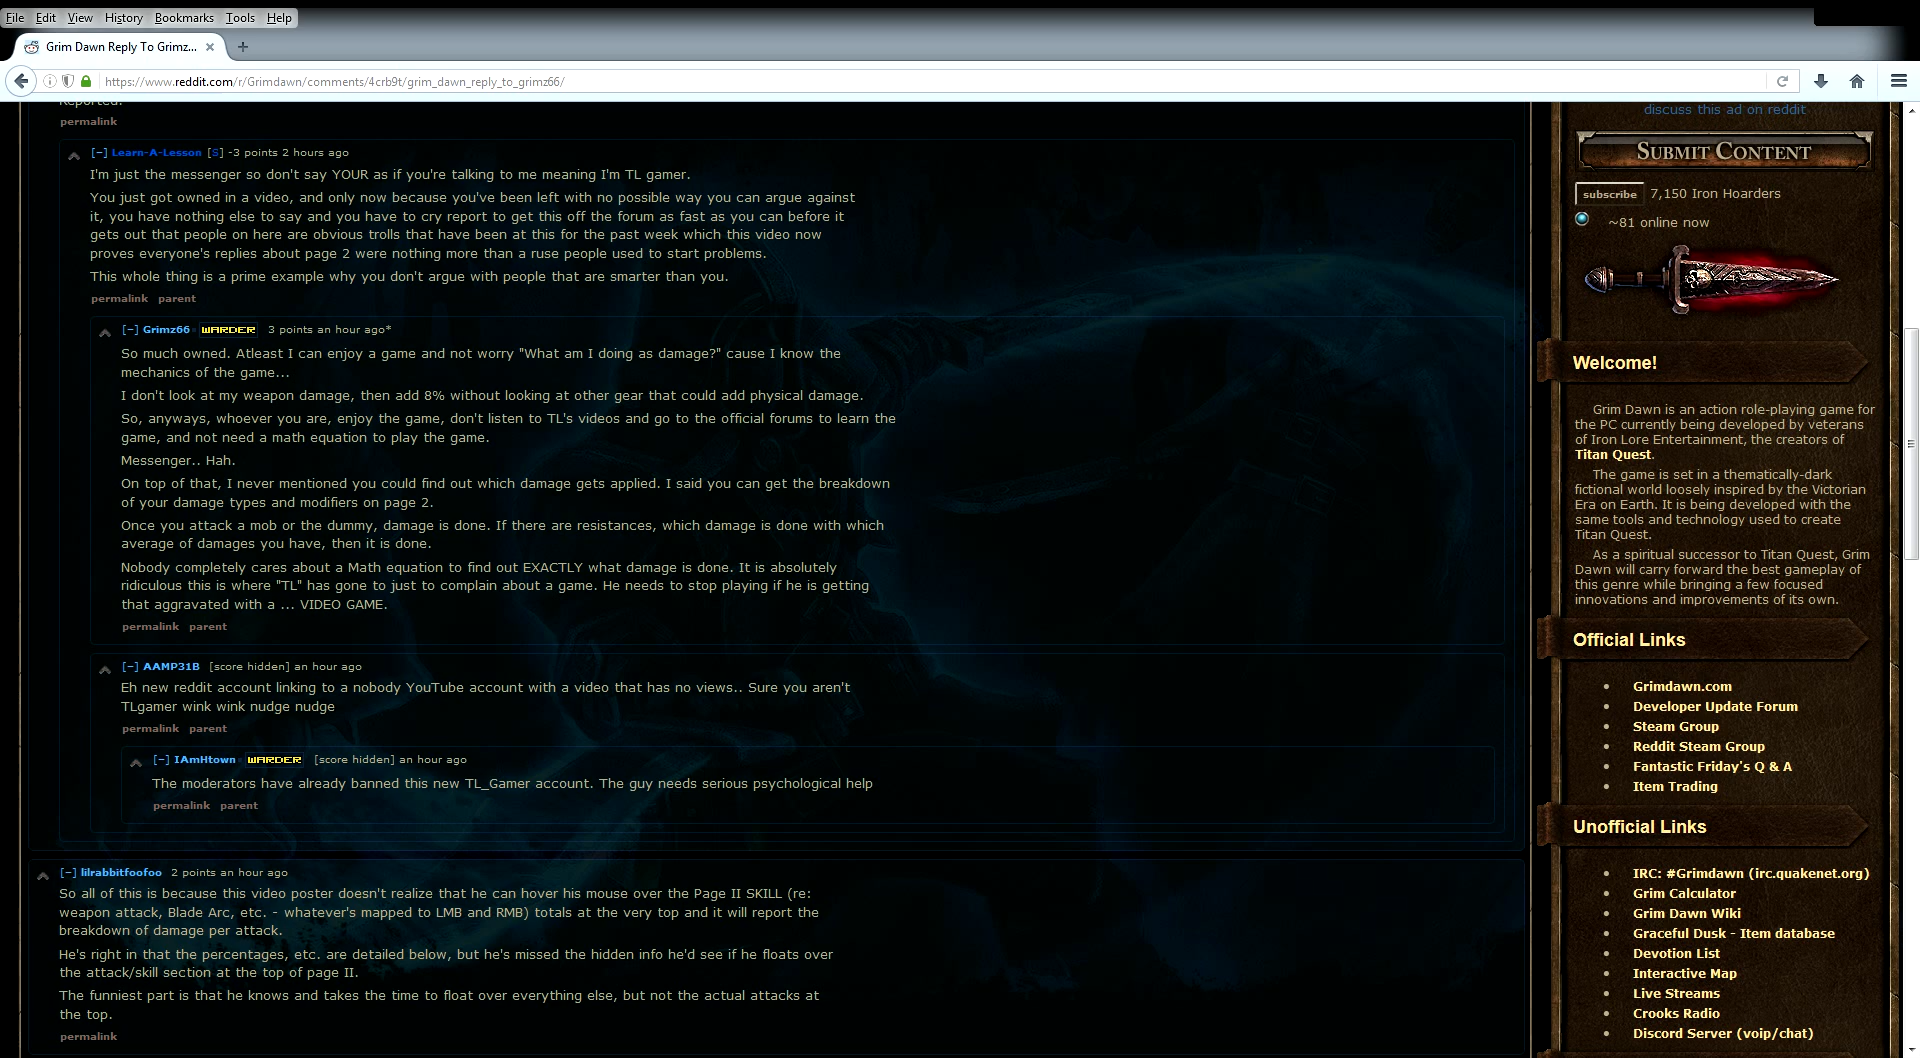 File Edit View History Bookmarks Tools Help
Grim Dawn Reply To Grimz...
https://www.reddit.com/r/Grimdawn/comments/4crb9t/grim_dawn_reply_to_grimz66/
Reported.
permalink
[–] Learn-A-Lesson [S] -3 points 2 hours ago
I'm just the messenger so don't say YOUR as if you're talking to me meaning I'm TL gamer.
You just got owned in a video, and only now because you've been left with no possible way you can argue against
it, you have nothing else to say and you have to cry report to get this off the forum as fast as you can before it
gets out that people on here are obvious trolls that have been at this for the past week which this video now
proves everyone's replies about page 2 were nothing more than a ruse people used to start problems.
This whole thing is a prime example why you don't argue with people that are smarter than you.
permalink parent
[–] Grimz66 WARDER 3 points an hour ago*
So much owned. Atleast I can enjoy a game and not worry "What am I doing as damage?" cause I know the
mechanics of the game...
I don't look at my weapon damage, then add 8% without looking at other gear that could add physical damage.
So, anyways, whoever you are, enjoy the game, don't listen to TL's videos and go to the official forums to learn the
game, and not need a math equation to play the game.
Messenger.. Hah.
On top of that, I never mentioned you could find out which damage gets applied. I said you can get the breakdown
of your damage types and modifiers on page 2.
Once you attack a mob or the dummy, damage is done. If there are resistances, which damage is done with which
average of damages you have, then it is done.
Nobody completely cares about a Math equation to find out EXACTLY what damage is done. It is absolutely
ridiculous this is where "TL" has gone to just to complain about a game. He needs to stop playing if he is getting
that aggravated with a ... VIDEO GAME.
permalink parent
[–] AAMP31B [score hidden] an hour ago
Eh new reddit account linking to a nobody YouTube account with a video that has no views.. Sure you aren't
TLgamer wink wink nudge nudge
permalink parent
[–] IAmHtown WARDER [score hidden] an hour ago
The moderators have already banned this new TL_Gamer account. The guy needs serious psychological help
permalink parent
[–] lilrabbitfoofoo 2 points an hour ago
So all of this is because this video poster doesn't realize that he can hover his mouse over the Page II SKILL (re:
weapon attack, Blade Arc, etc. - whatever's mapped to LMB and RMB) totals at the very top and it will report the
breakdown of damage per attack.
He's right in that the percentages, etc. are detailed below, but he's missed the hidden info he'd see if he floats over
the attack/skill section at the top of page II.
The funniest part is that he knows and takes the time to float over everything else, but not the actual attacks at
the top.
permalink
discuss this ad on reddit
SUBMIT CONTENT
subscribe 7,150 Iron Hoarders
~81 online now
Welcome!
Grim Dawn is an action role-playing game for
the PC currently being developed by veterans
of Iron Lore Entertainment, the creators of
Titan Quest.
The game is set in a thematically-dark
fictional world loosely inspired by the Victorian
Era on Earth. It is being developed with the
same tools and technology used to create
Titan Quest.
As a spiritual successor to Titan Quest, Grim
Dawn will carry forward the best gameplay of
this genre while bringing a few focused
innovations and improvements of its own.
Official Links
Grimdawn.com
Developer Update Forum
Steam Group
Reddit Steam Group
Fantastic Friday's Q & A
Item Trading
Unofficial Links
IRC: #Grimdawn (irc.quakenet.org)
Grim Calculator
Grim Dawn Wiki
Graceful Dusk - Item database
Devotion List
Interactive Map
Live Streams
Crooks Radio
Discord Server (voip/chat)